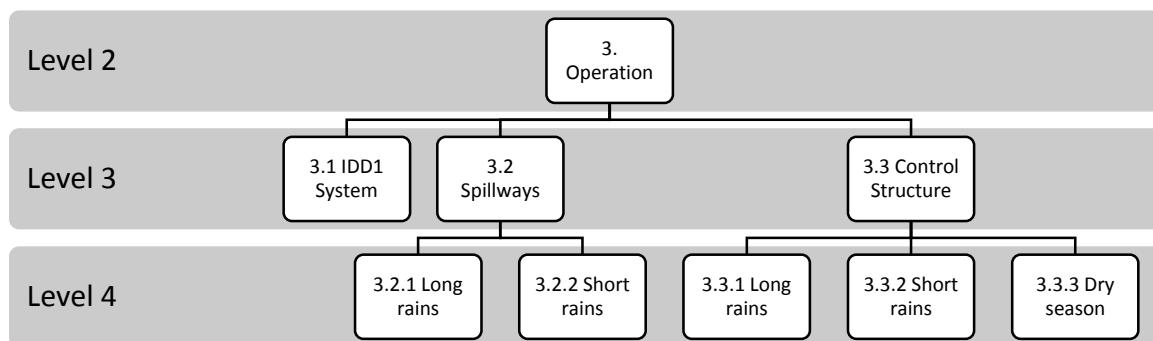 Level 2
3.
Operation
Level 3
3.1 IDD1
System
3.2
Spillways
3.3 Control
Structure
Level 4
3.2.1 Long
rains
3.2.2 Short
rains
3.3.1 Long
rains
3.3.2 Short
rains
3.3.3 Dry
season